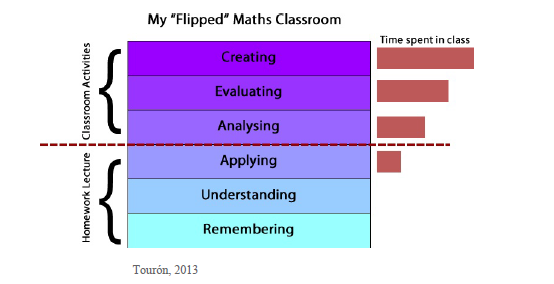 My "Flipped" Maths Classroom
Time spent in class
Classroom Activities
Creating
Evaluating
Analysing
Homework Lecture
Applying
Understanding
Remembering
Tourón, 2013